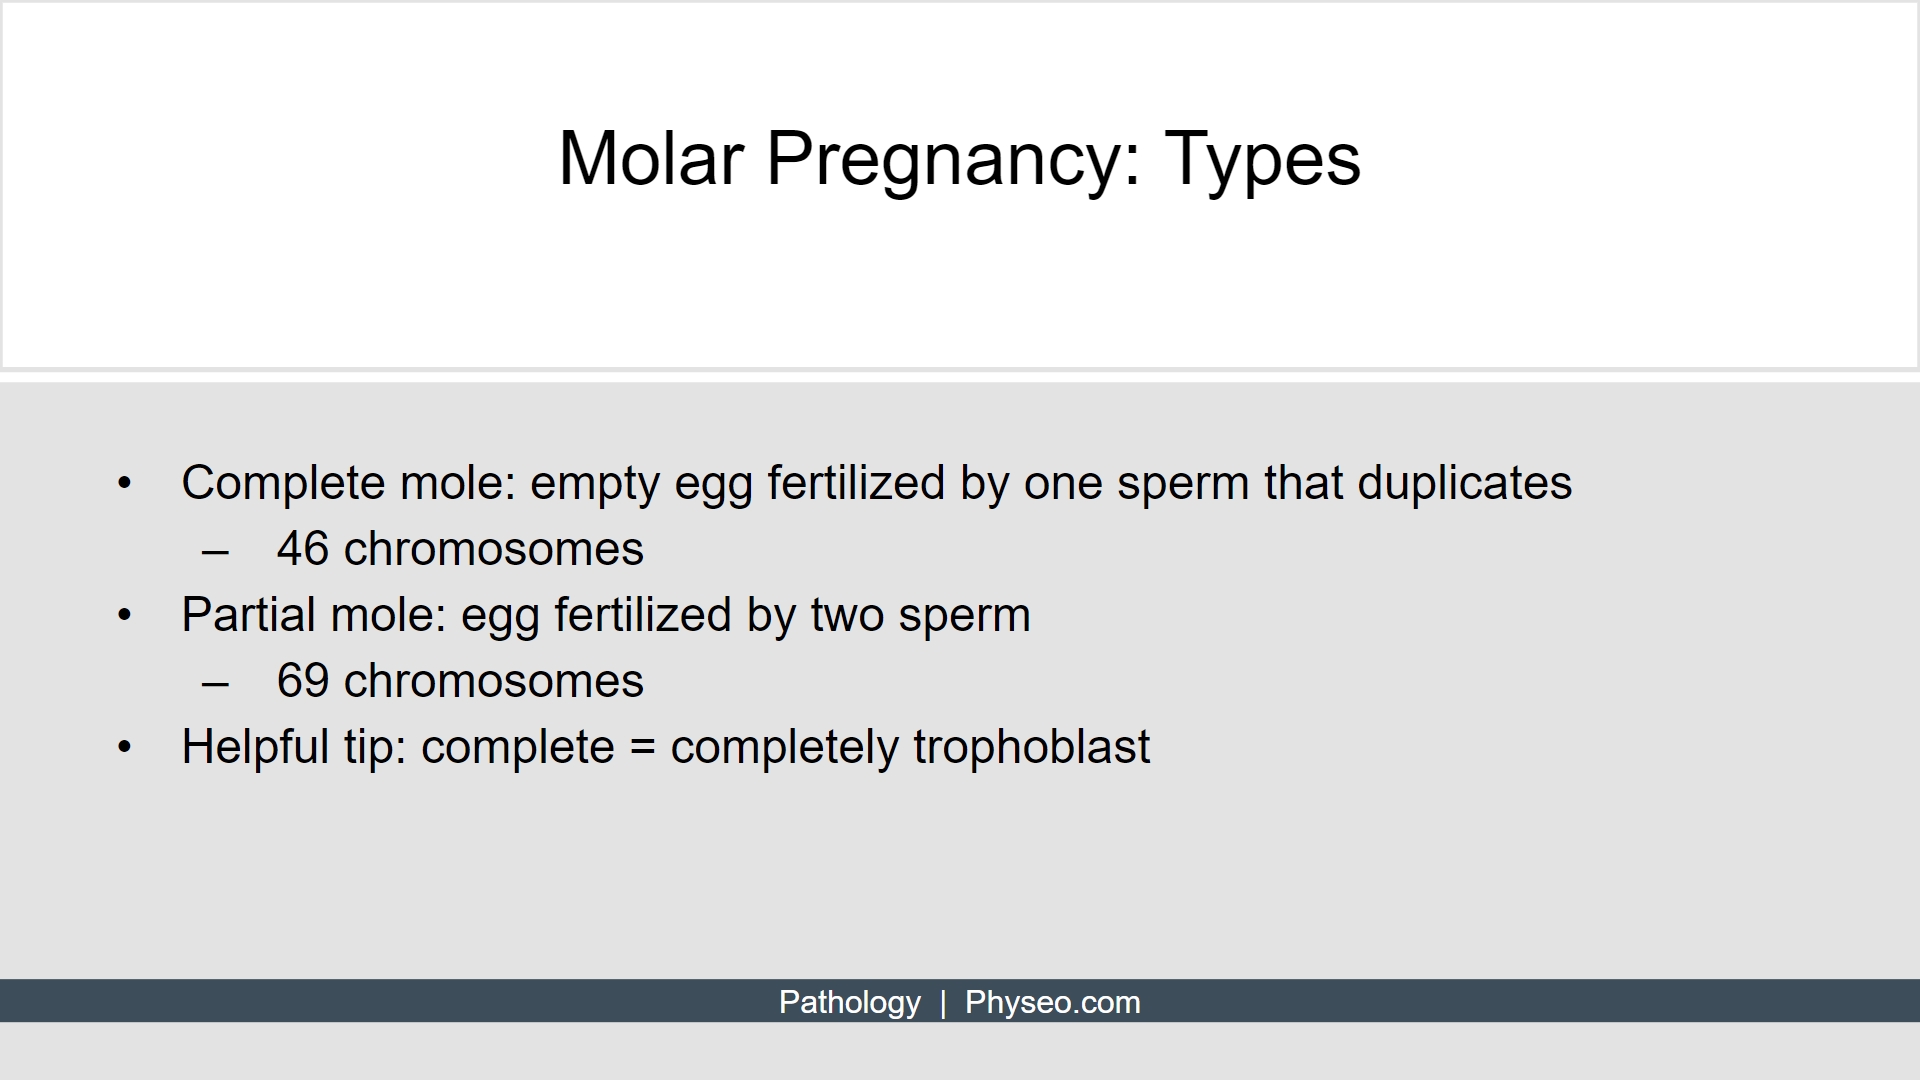 Molar Pregnancy: Types
• Complete mole: empty egg fertilized by one sperm that duplicates
– 46 chromosomes
• Partial mole: egg fertilized by two sperm
– 69 chromosomes
• Helpful tip: complete = completely trophoblast
Pathology | Physeo.com